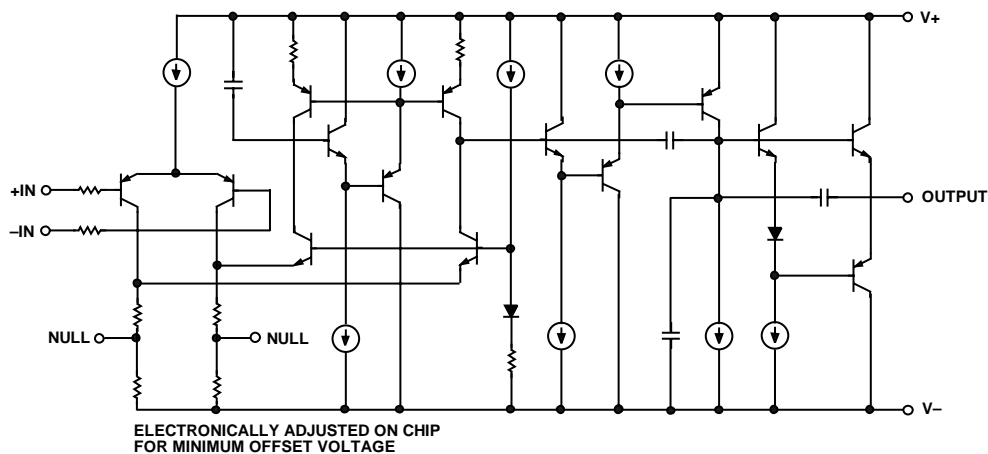 V+
+IN
–IN
OUTPUT
NULL
NULL
V–
ELECTRONICALLY ADJUSTED ON CHIP
FOR MINIMUM OFFSET VOLTAGE